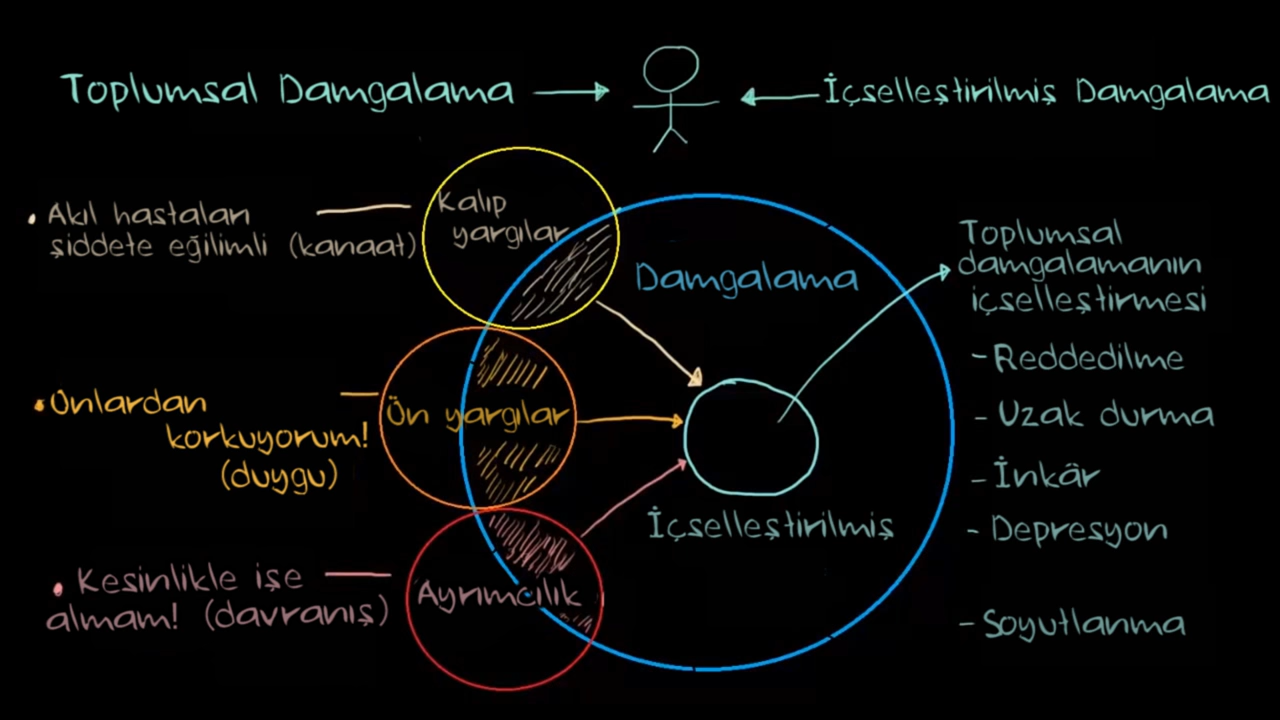 Toplumsal Damgalama
İçselleştirilmiş Damgalama
• Akıl hastaları
şiddete eğilimli (kanaat)
Kalıp
yargılar
Damgalama
Toplumsal
damgalamanın
içselleştirmesi
- Reddedilme
- Uzak durma
- İnkâr
- Depresyon
- Soyutlanma
• Onlardan
korkuyorum!
(duygu)
Ön yargılar
İçselleştirilmiş
• Kesinlikle işe
almam! (davranış)
Ayrımcılık